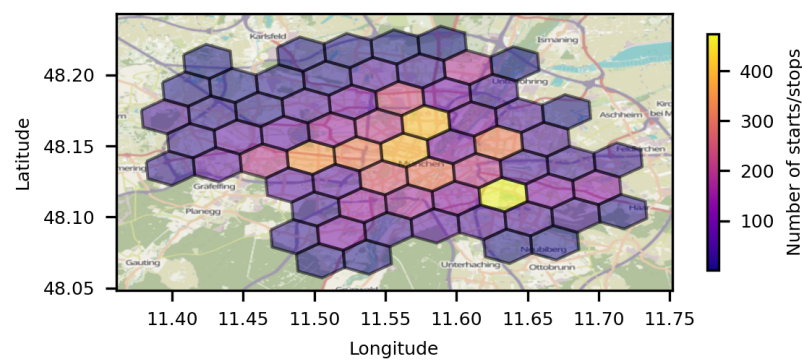 Karlsfeld
Ismaning
48.20
Unterföhring
Aschheim
48.15
München
Feldkirchen
Gräfelfing
Planegg
Haar
48.10
Neubiberg
Gauting
Unterhaching
Ottobrunn
48.05
11.40 11.45 11.50 11.55 11.60 11.65 11.70 11.75
Longitude
Latitude
400
300
200
100
Number of starts/stops